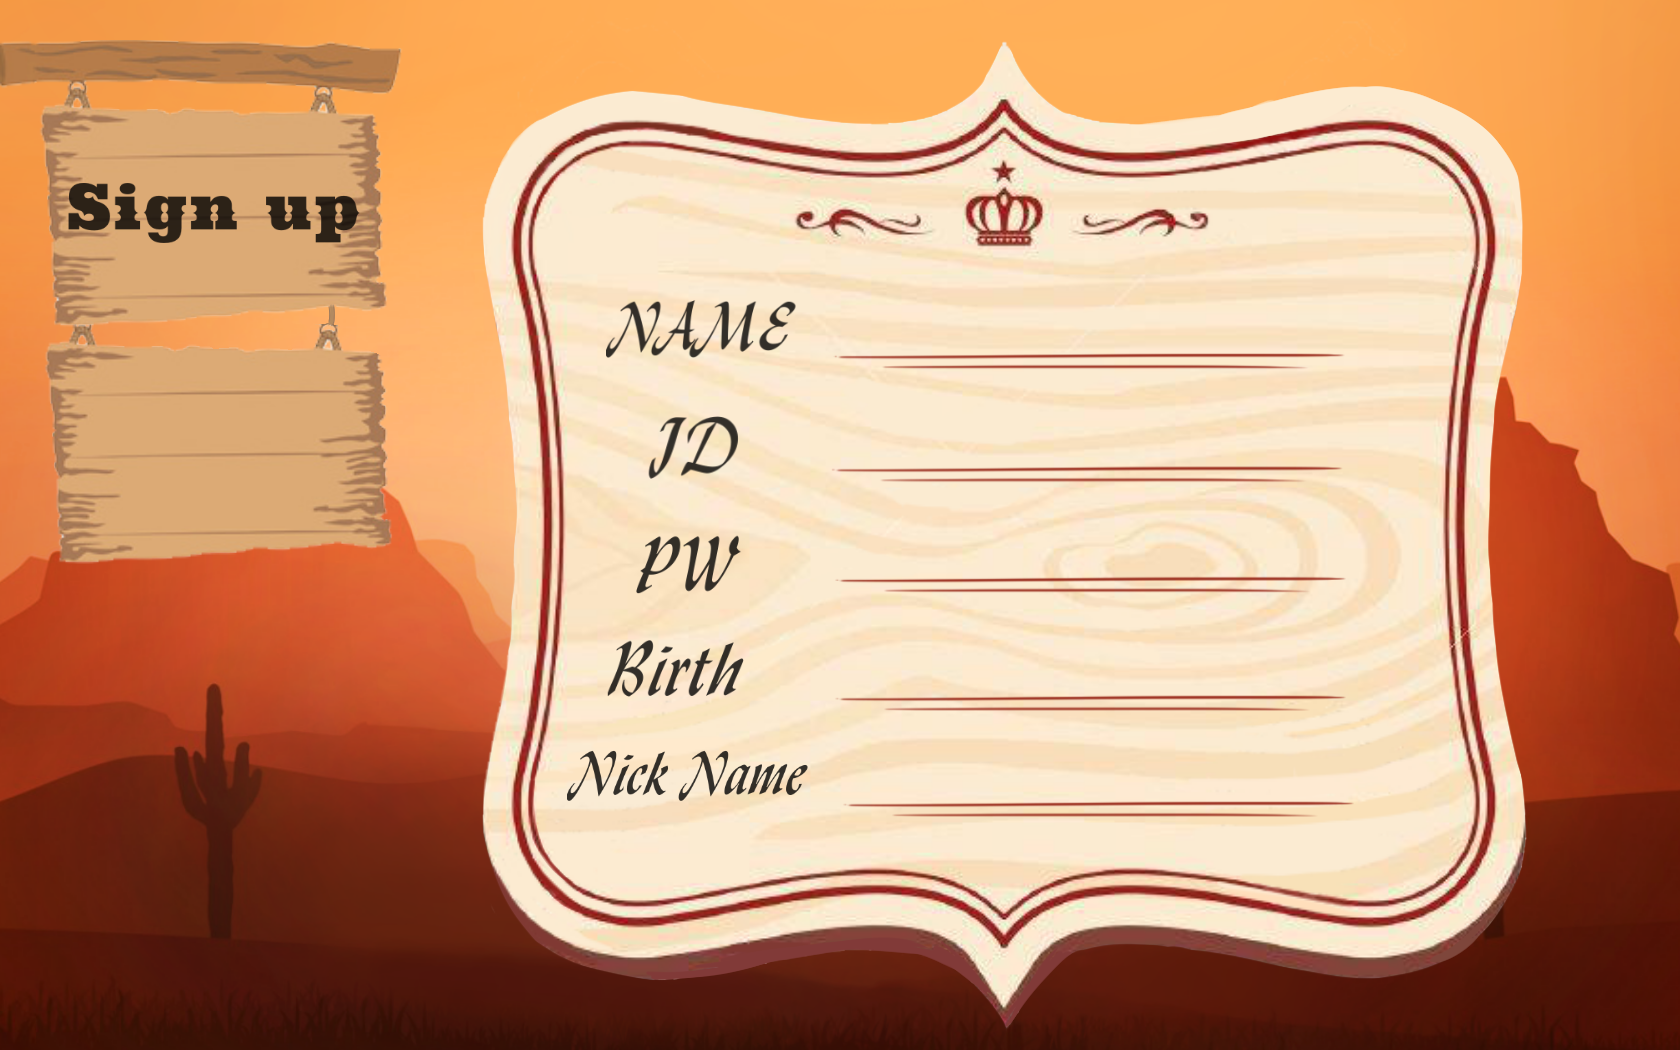 Sign up
NAME
ID
PW
Birth
Nick Name